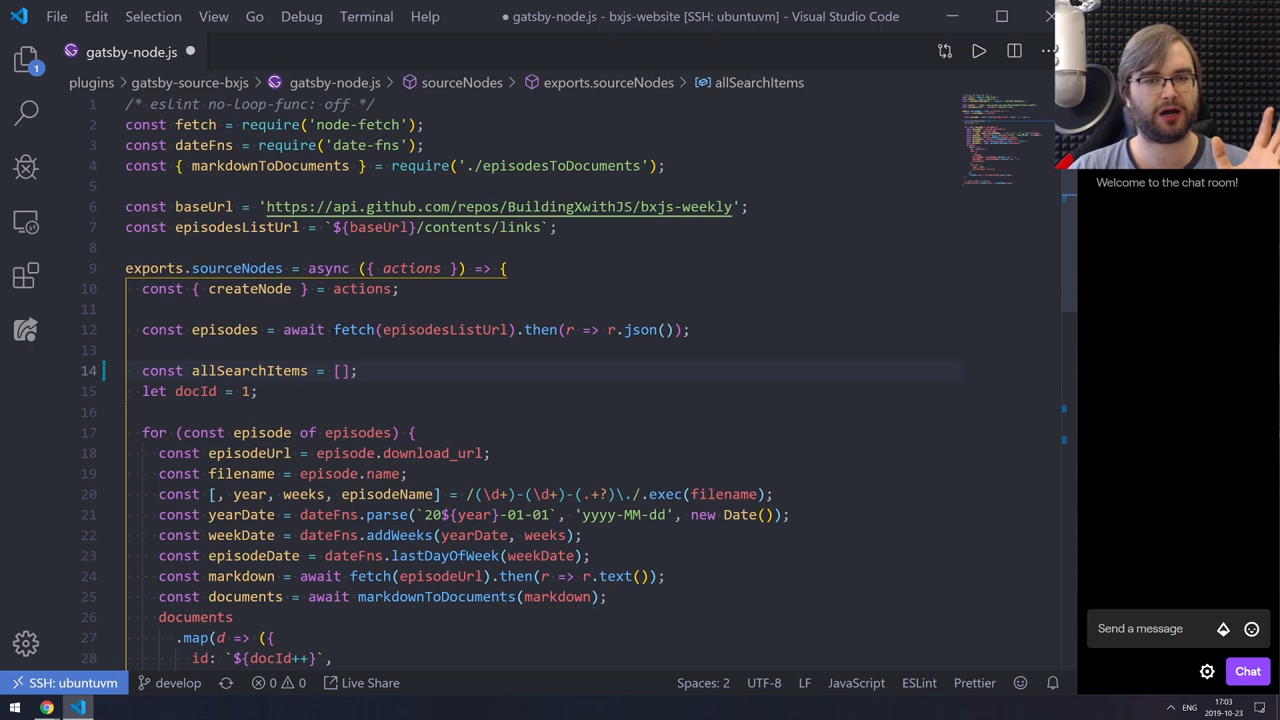 File Edit Selection View Go Debug Terminal Help ● gatsby-node.js - bxjs-website [SSH: ubuntuvm] - Visual Studio Code
gatsby-node.js ●
1
plugins > gatsby-source-bxjs > gatsby-node.js > sourceNodes > exports.sourceNodes > allSearchItems
1 /* eslint no-loop-func: off */
2 const fetch = require('node-fetch');
3 const dateFns = require('date-fns');
4 const { markdownToDocuments } = require('./episodeToDocuments');
5
6 const baseUrl = 'https://api.github.com/repos/BuildingXwithJS/bxjs-weekly';
7 const episodesListUrl = `${baseUrl}/contents/links`;
8
9 exports.sourceNodes = async ({ actions }) => {
10 const { createNode } = actions;
11
12 const episodes = await fetch(episodesListUrl).then(r => r.json());
13
14 const allSearchItems = [];
15 let docId = 1;
16
17 for (const episode of episodes) {
18 const episodeUrl = episode.download_url;
19 const filename = episode.name;
20 const [, year, weeks, episodeName] = /(\d+)-(\d+)-(.+?)\./.exec(filename);
21 const yearDate = dateFns.parse(`20${year}-01-01`, 'yyyy-MM-dd', new Date());
22 const weekDate = dateFns.addWeeks(yearDate, weeks);
23 const episodeDate = dateFns.lastDayOfWeek(weekDate);
24 const markdown = await fetch(episodeUrl).then(r => r.text());
25 const documents = await markdownToDocuments(markdown);
26 documents
27 .map(d => ({
28 id: `${docId++}`,
Welcome to the chat room!
Send a message
Chat
SSH: ubuntuvm develop 0 0 Live Share Spaces: 2 UTF-8 LF JavaScript ESLint Prettier
ENG 17:03
2019-10-23